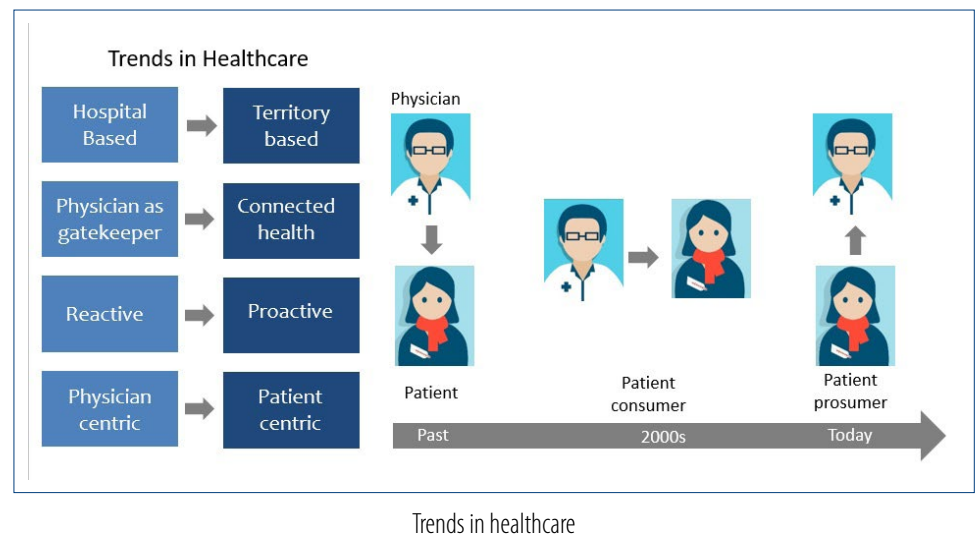 Trends in Healthcare
Hospital
Based
Territory
based
Physician as
gatekeeper
Connected
health
Reactive
Proactive
Physician
centric
Patient
centric
Physician
Patient
Patient
consumer
Patient
prosumer
Past
2000s
Today
Trends in healthcare